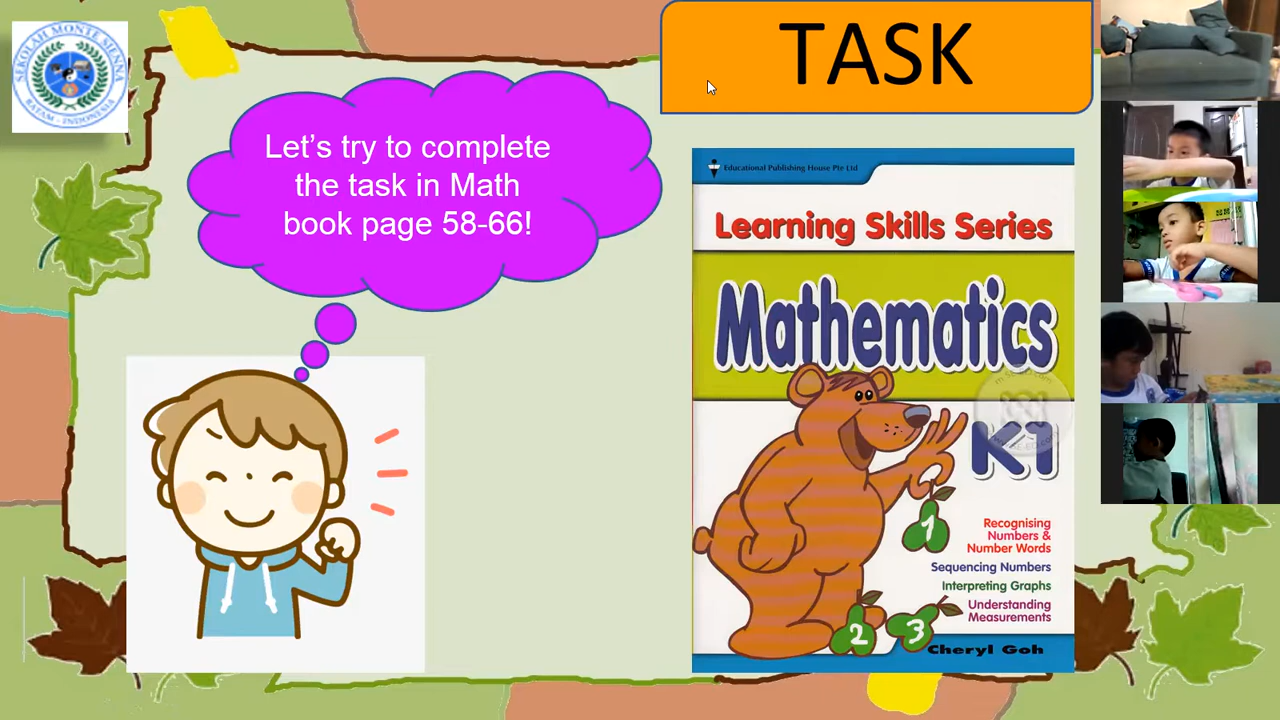 SEKOLAH MONTE SIENNA
BATAM - INDONESIA
TASK
Let's try to complete
the task in Math
book page 58-66!
Educational Publishing House Pte Ltd
Learning Skills Series
Mathematics
K1
1
2
3
Recognising
Numbers &
Number Words
Sequencing Numbers
Interpreting Graphs
Understanding
Measurements
Cheryl Goh